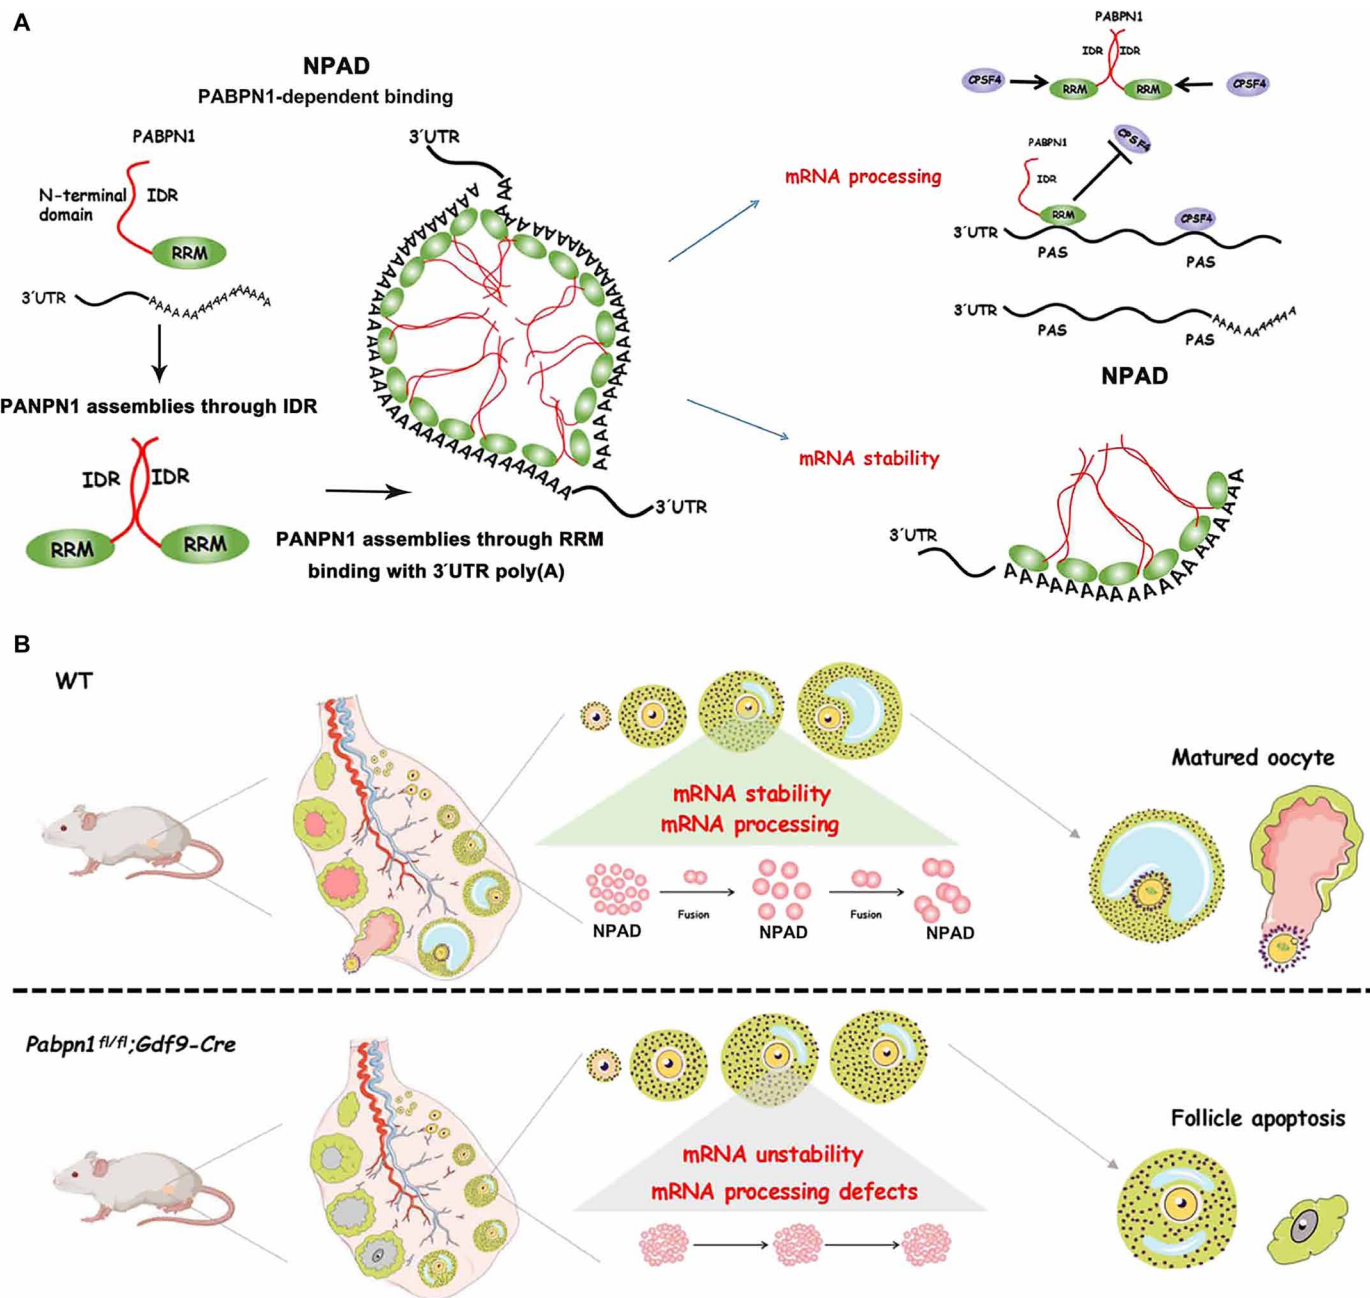 A
NPAD
PABPN1-dependent binding
PABPN1
N-terminal
domain
IDR
RRM
3´UTR
AAAAAAAAAAAAAA
PANPN1 assemblies through IDR
IDR
IDR
RRM
RRM
3´UTR
3´UTR
PANPN1 assemblies through RRM
binding with 3´UTR poly(A)
mRNA processing
mRNA stability
PABPN1
IDR
IDR
CPSF4
RRM
RRM
CPSF4
PABPN1
IDR
CPSF4
RRM
CPSF4
3´UTR
PAS
PAS
3´UTR
PAS
PAS
NPAD
3´UTR
B
WT
mRNA stability
mRNA processing
Fusion
Fusion
NPAD
NPAD
NPAD
Matured oocyte
Pabpn1fl/fl;Gdf9-Cre
mRNA unstability
mRNA processing defects
Follicle apoptosis